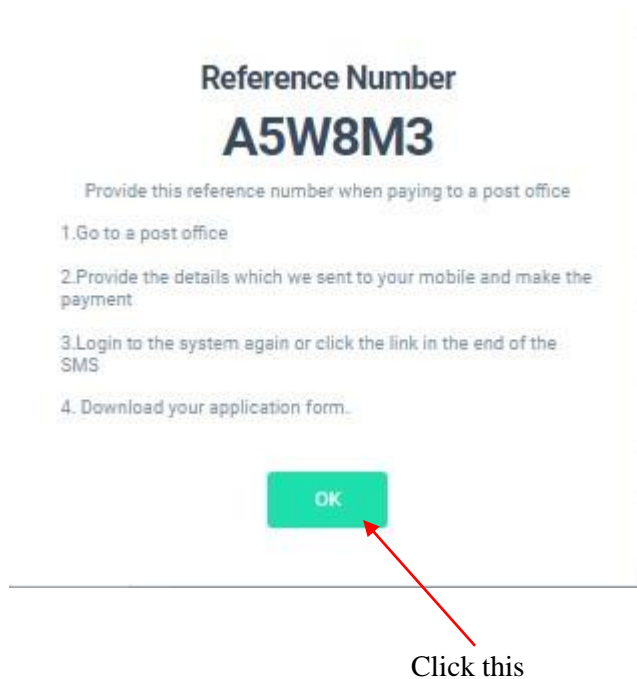 Reference Number
A5W8M3
Provide this reference number when paying to a post office
1.Go to a post office
2.Provide the details which we sent to your mobile and make the
payment
3.Login to the system again or click the link in the end of the
SMS
4. Download your application form.
OK
Click this